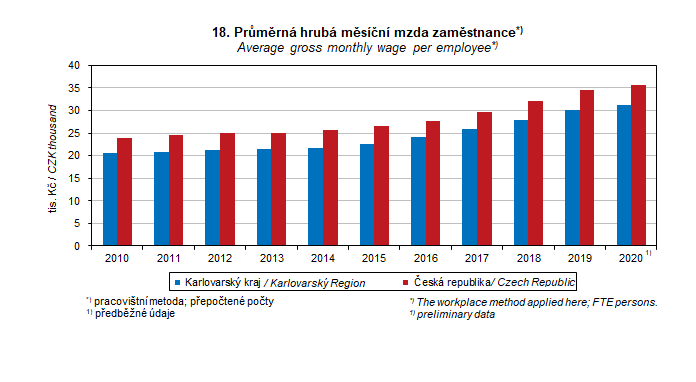 18. Průměrná hrubá měsíční mzda zaměstnance*)
Average gross monthly wage per employee*)
tis. Kč / CZK thousand
40
35
30
25
20
15
10
5
0
2010 2011 2012 2013 2014 2015 2016 2017 2018 2019 2020 1)
Karlovarský kraj / Karlovarský Region Česká republika/ Czech Republic
*) pracovištní metoda; přepočtené počty
1) předběžné údaje
*) The workplace method applied here; FTE persons.
1) preliminary data